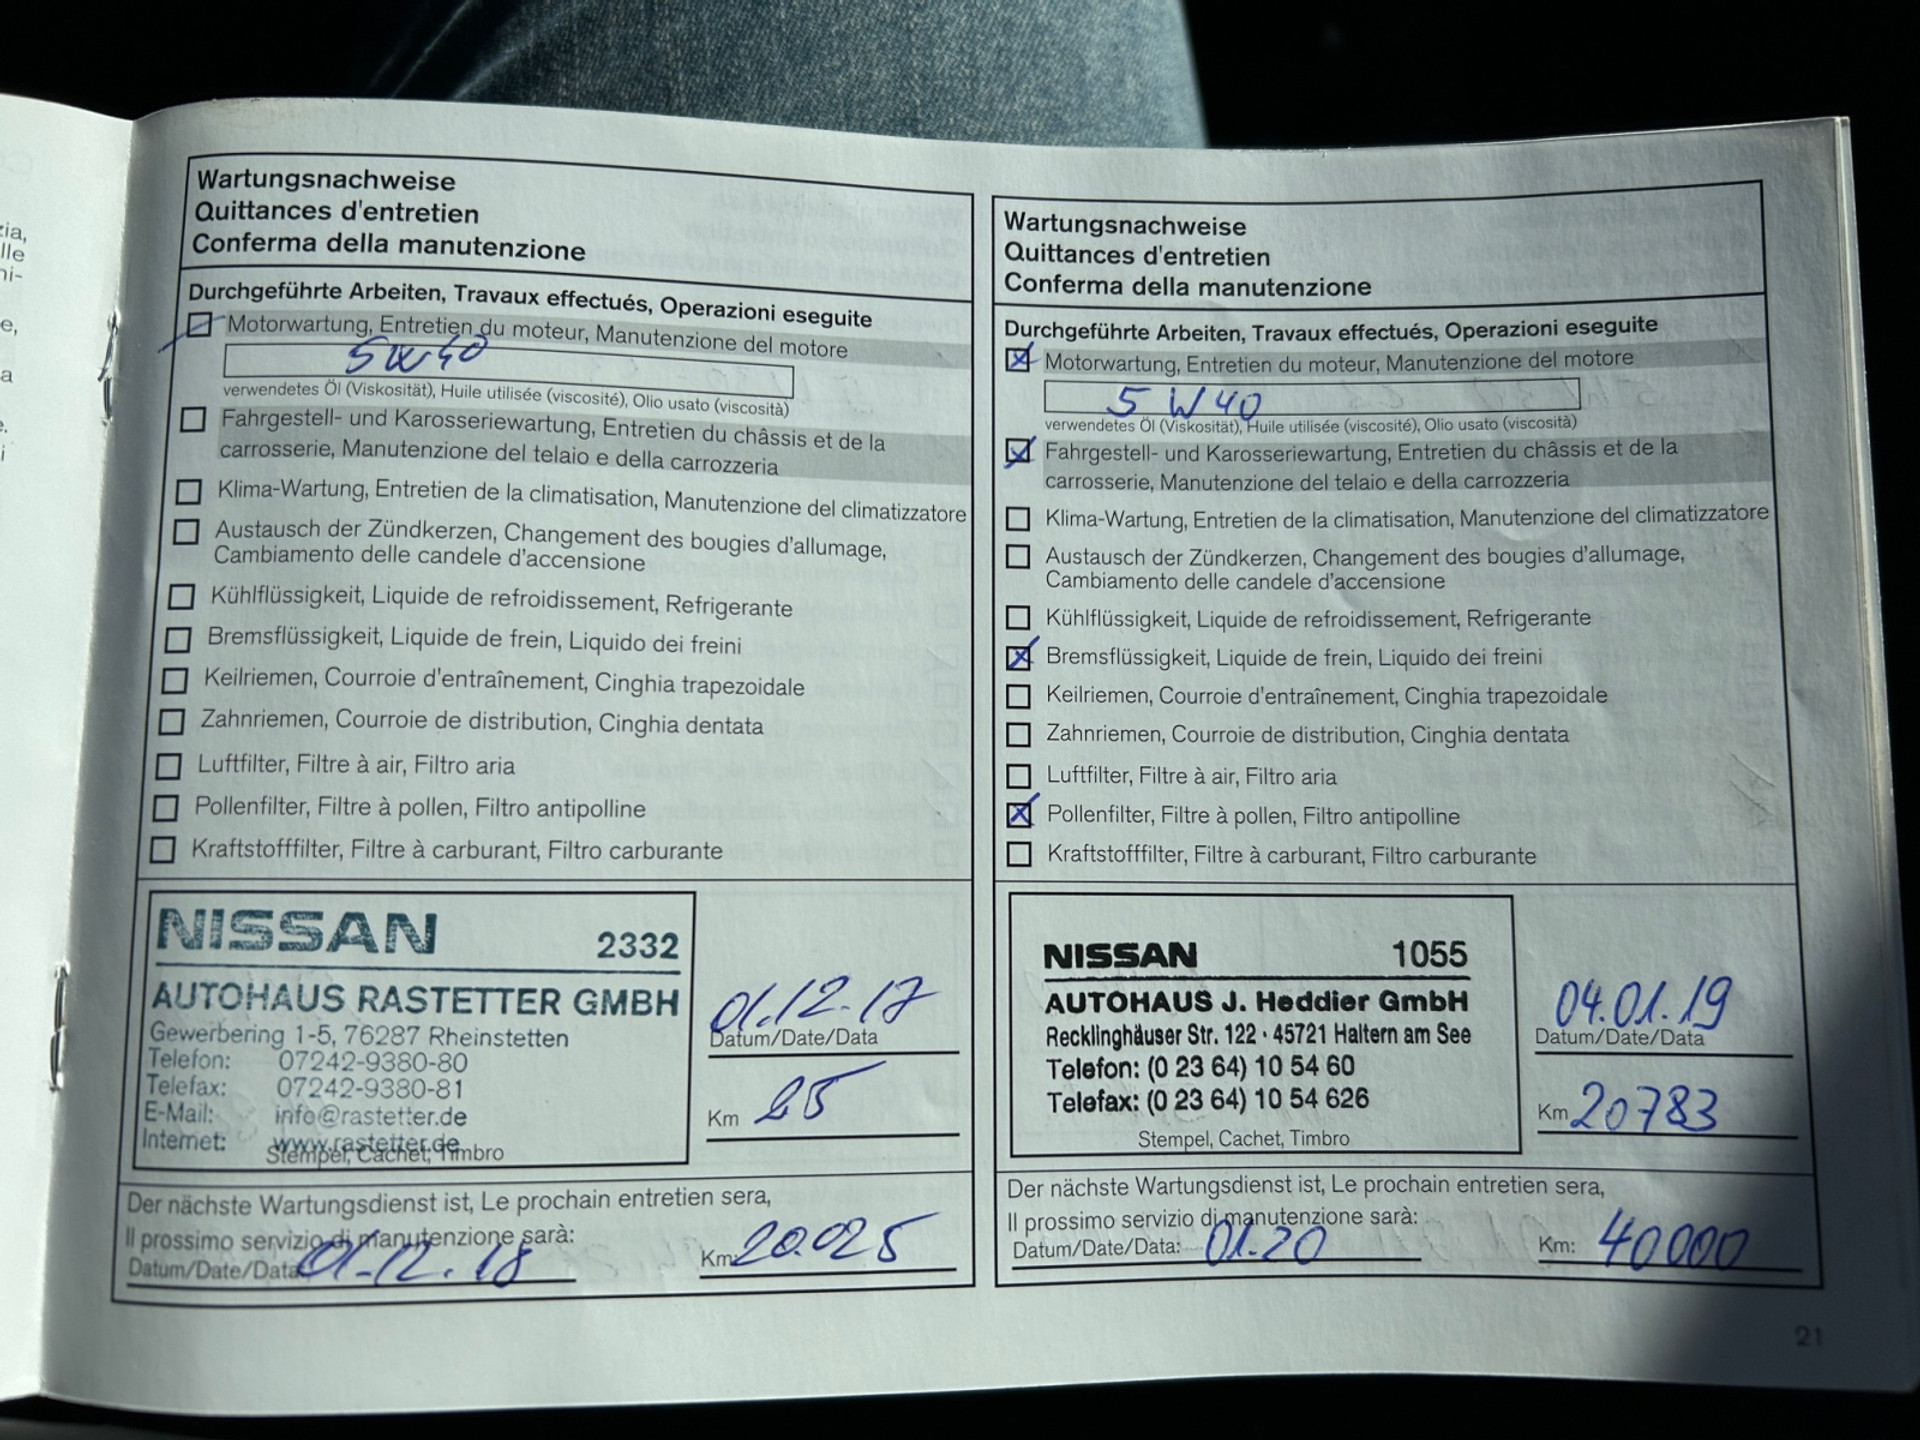 zia,
lle
ni-
e,
a
e.
i
Wartungsnachweise
Quittances d'entretien
Conferma della manutenzione
Durchgeführte Arbeiten, Travaux effectués, Operazioni eseguite
Motorwartung, Entretien du moteur, Manutenzione del motore
5W40
verwendetes Öl (Viskosität), Huile utilisée (viscosité), Olio usato (viscosità)
Fahrgestell- und Karosseriewartung, Entretien du châssis et de la
carrosserie, Manutenzione del telaio e della carrozzeria
Klima-Wartung, Entretien de la climatisation, Manutenzione del climatizzatore
Austausch der Zündkerzen, Changement des bougies d'allumage,
Cambiamento delle candele d'accensione
Kühlflüssigkeit, Liquide de refroidissement, Refrigerante
Bremsflüssigkeit, Liquide de frein, Liquido dei freini
Keilriemen, Courroie d'entraînement, Cinghia trapezoidale
Zahnriemen, Courroie de distribution, Cinghia dentata
Luftfilter, Filtre à air, Filtro aria
Pollenfilter, Filtre à pollen, Filtro antipolline
Kraftstofffilter, Filtre à carburant, Filtro carburante
NISSAN 2332
AUTOHAUS RASTETTER GMBH
Gewerbering 1-5, 76287 Rheinstetten
Telefon: 07242-9380-80
Telefax: 07242-9380-81
E-Mail: info@rastetter.de
Internet: www.rastetter.de
Stempel, Cachet, Timbro
01.12.17
Datum/Date/Data
Km 25
Der nächste Wartungsdienst ist, Le prochain entretien sera,
Il prossimo servizio di manutenzione sarà:
Datum/Date/Data: 01.12.18 Km: 20.025
Wartungsnachweise
Quittances d'entretien
Conferma della manutenzione
Durchgeführte Arbeiten, Travaux effectués, Operazioni eseguite
Motorwartung, Entretien du moteur, Manutenzione del motore
5 W 40
verwendetes Öl (Viskosität), Huile utilisée (viscosité), Olio usato (viscosità)
Fahrgestell- und Karosseriewartung, Entretien du châssis et de la
carrosserie, Manutenzione del telaio e della carrozzeria
Klima-Wartung, Entretien de la climatisation, Manutenzione del climatizzatore
Austausch der Zündkerzen, Changement des bougies d'allumage,
Cambiamento delle candele d'accensione
Kühlflüssigkeit, Liquide de refroidissement, Refrigerante
Bremsflüssigkeit, Liquide de frein, Liquido dei freini
Keilriemen, Courroie d'entraînement, Cinghia trapezoidale
Zahnriemen, Courroie de distribution, Cinghia dentata
Luftfilter, Filtre à air, Filtro aria
Pollenfilter, Filtre à pollen, Filtro antipolline
Kraftstofffilter, Filtre à carburant, Filtro carburante
NISSAN 1055
AUTOHAUS J. Heddier GmbH
Recklinghäuser Str. 122 · 45721 Haltern am See
Telefon: (0 23 64) 10 54 60
Telefax: (0 23 64) 10 54 626
Stempel, Cachet, Timbro
04.01.19
Datum/Date/Data
Km 20783
Der nächste Wartungsdienst ist, Le prochain entretien sera,
Il prossimo servizio di manutenzione sarà:
Datum/Date/Data: 01.20 Km: 40000
21